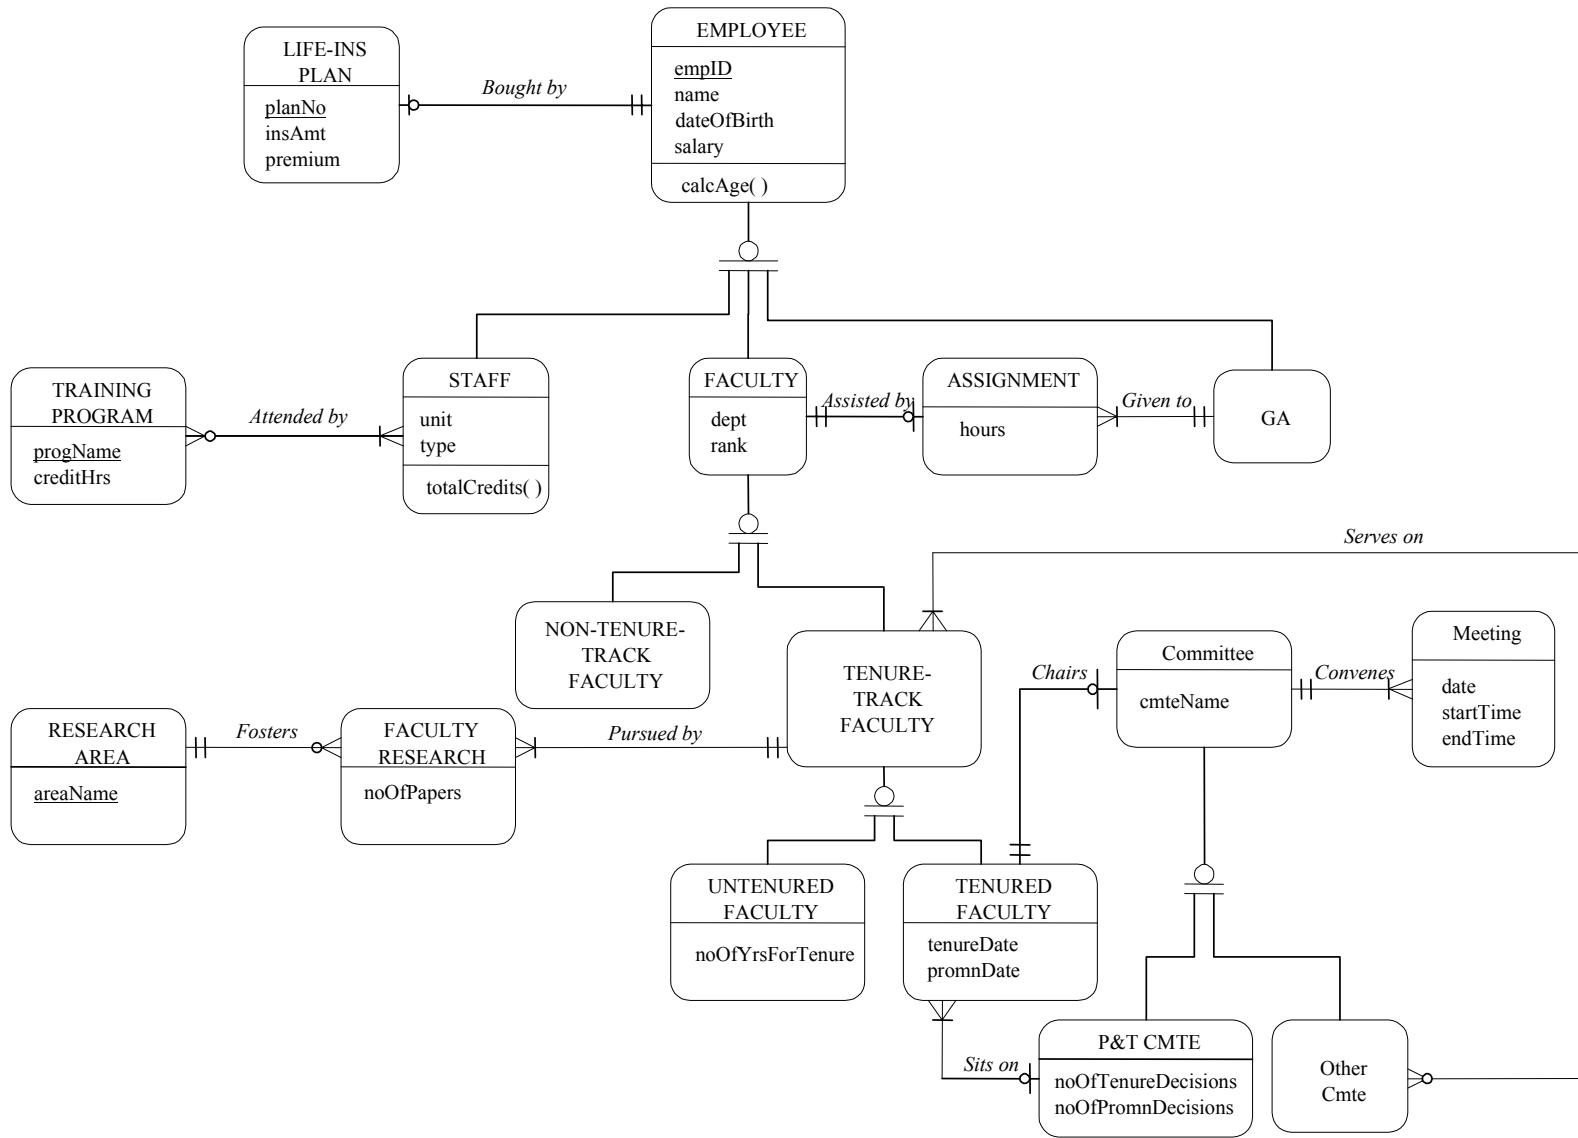 LIFE-INS
PLAN
planNo
insAmt
premium
Bought by
EMPLOYEE
empID
name
dateOfBirth
salary
calcAge( )
TRAINING
PROGRAM
progName
creditHrs
Attended by
STAFF
unit
type
totalCredits( )
FACULTY
dept
rank
Assisted by
ASSIGNMENT
hours
Given to
GA
Serves on
NON-TENURE-
TRACK
FACULTY
TENURE-
TRACK
FACULTY
Chairs
Committee
cmteName
Convenes
Meeting
date
startTime
endTime
RESEARCH
AREA
areaName
Fosters
FACULTY
RESEARCH
noOfPapers
Pursued by
UNTENURED
FACULTY
noOfYrsForTenure
TENURED
FACULTY
tenureDate
promnDate
Sits on
P&T CMTE
noOfTenureDecisions
noOfPromnDecisions
Other
Cmte